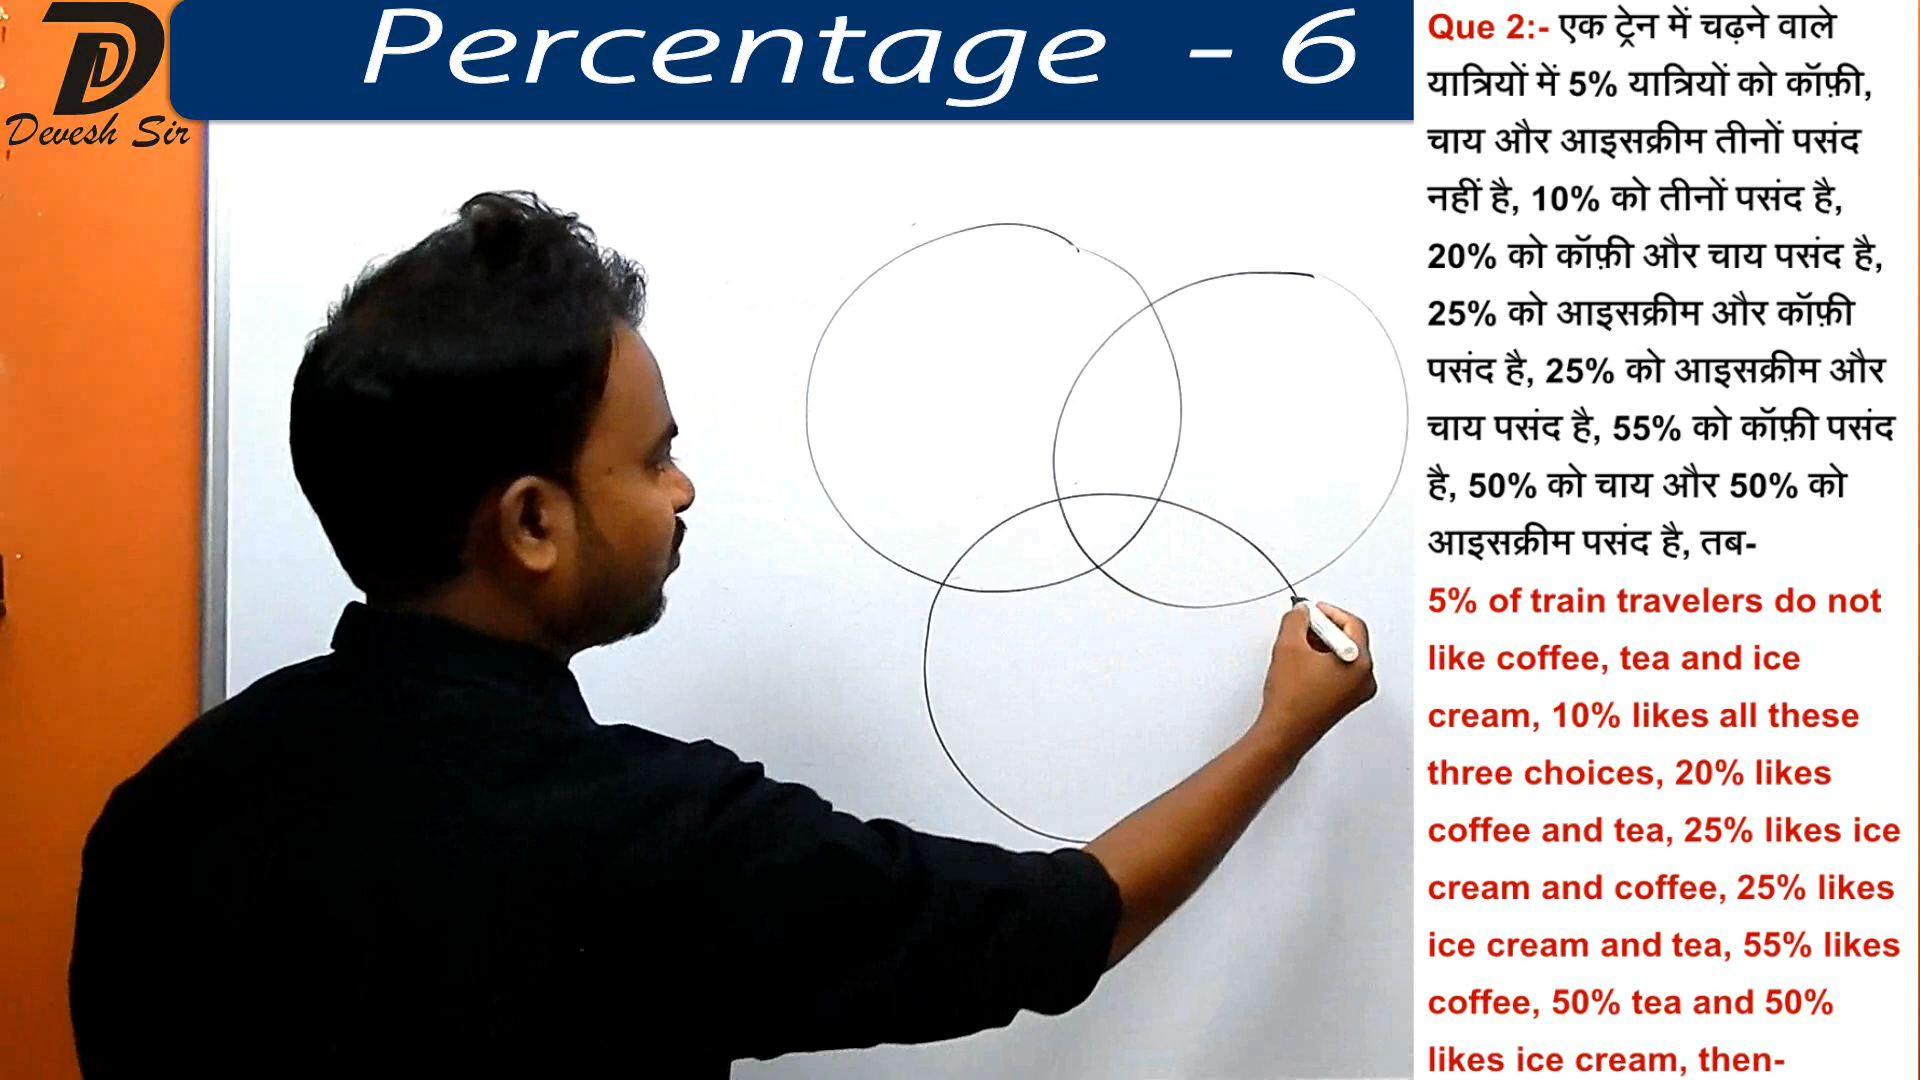 Devesh Sir
Percentage - 6
Que 2:- एक ट्रेन में चढ़ने वाले
यात्रियों में 5% यात्रियों को कॉफ़ी,
चाय और आइसक्रीम तीनों पसंद
नहीं है, 10% को तीनों पसंद है,
20% को कॉफ़ी और चाय पसंद है,
25% को आइसक्रीम और कॉफ़ी
पसंद है, 25% को आइसक्रीम और
चाय पसंद है, 55% को कॉफ़ी पसंद
है, 50% को चाय और 50% को
आइसक्रीम पसंद है, तब-
5% of train travelers do not
like coffee, tea and ice
cream, 10% likes all these
three choices, 20% likes
coffee and tea, 25% likes ice
cream and coffee, 25% likes
ice cream and tea, 55% likes
coffee, 50% tea and 50%
likes ice cream, then-